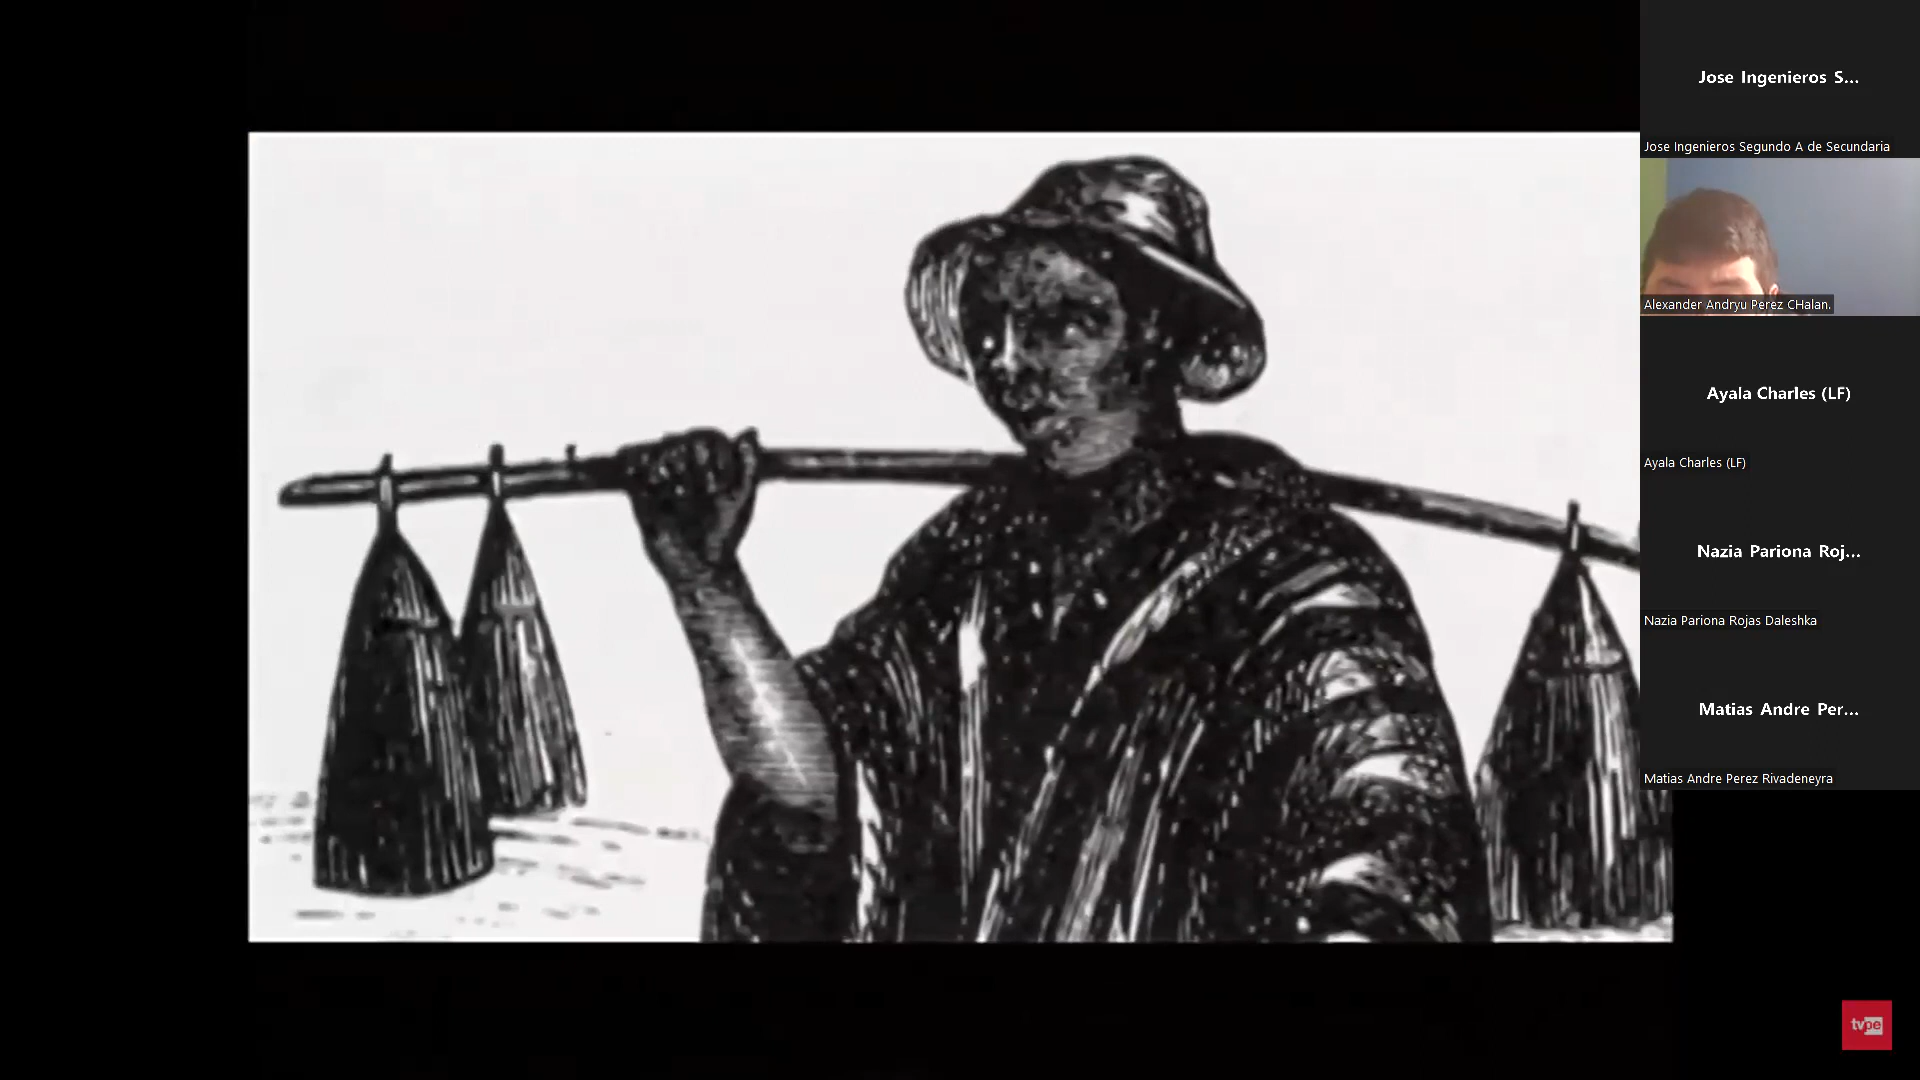 Jose Ingenieros S...
Jose Ingenieros Segundo A de Secundaria
Alexander Andryu Perez CHalan.
Ayala Charles (LF)
Ayala Charles (LF)
Nazia Pariona Roj...
Nazia Pariona Rojas Daleshka
Matias Andre Per...
Matias Andre Perez Rivadeneyra
tvpe